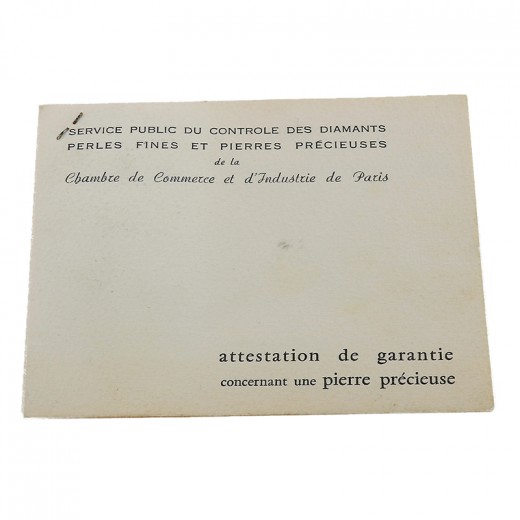 SERVICE PUBLIC DU CONTROLE DES DIAMANTS
PERLES FINES ET PIERRES PRÉCIEUSES
de la
Chambre de Commerce et d'Industrie de Paris
attestation de garantie
concernant une pierre précieuse